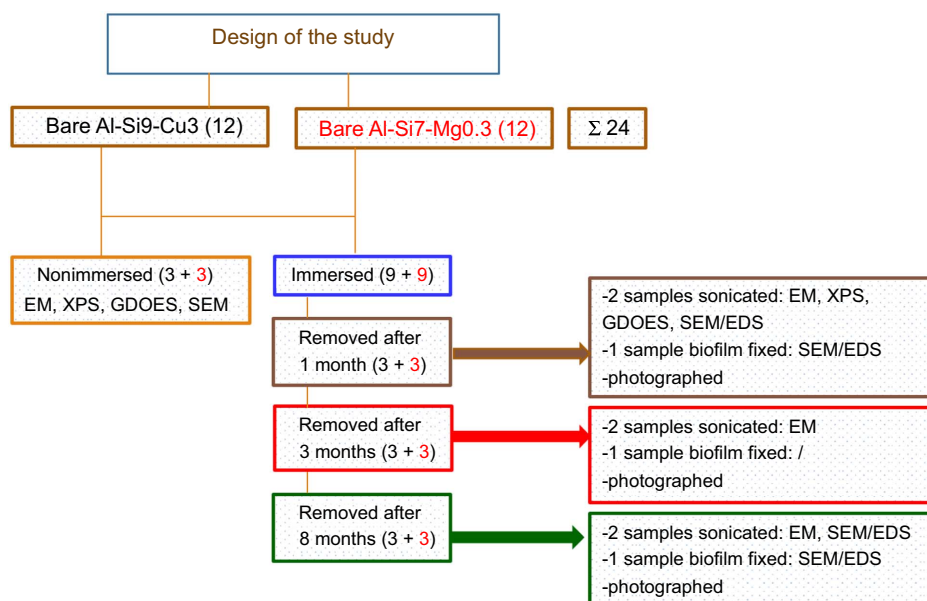 Design of the study
Bare Al-Si9-Cu3 (12)
Bare Al-Si7-Mg0.3 (12)
Σ 24
Nonimmersed (3 + 3)
EM, XPS, GDOES, SEM
Immersed (9 + 9)
Removed after
1 month (3 + 3)
-2 samples sonicated: EM, XPS,
GDOES, SEM/EDS
-1 sample biofilm fixed: SEM/EDS
-photographed
Removed after
3 months (3 + 3)
-2 samples sonicated: EM
-1 sample biofilm fixed: /
-photographed
Removed after
8 months (3 + 3)
-2 samples sonicated: EM, SEM/EDS
-1 sample biofilm fixed: SEM/EDS
-photographed